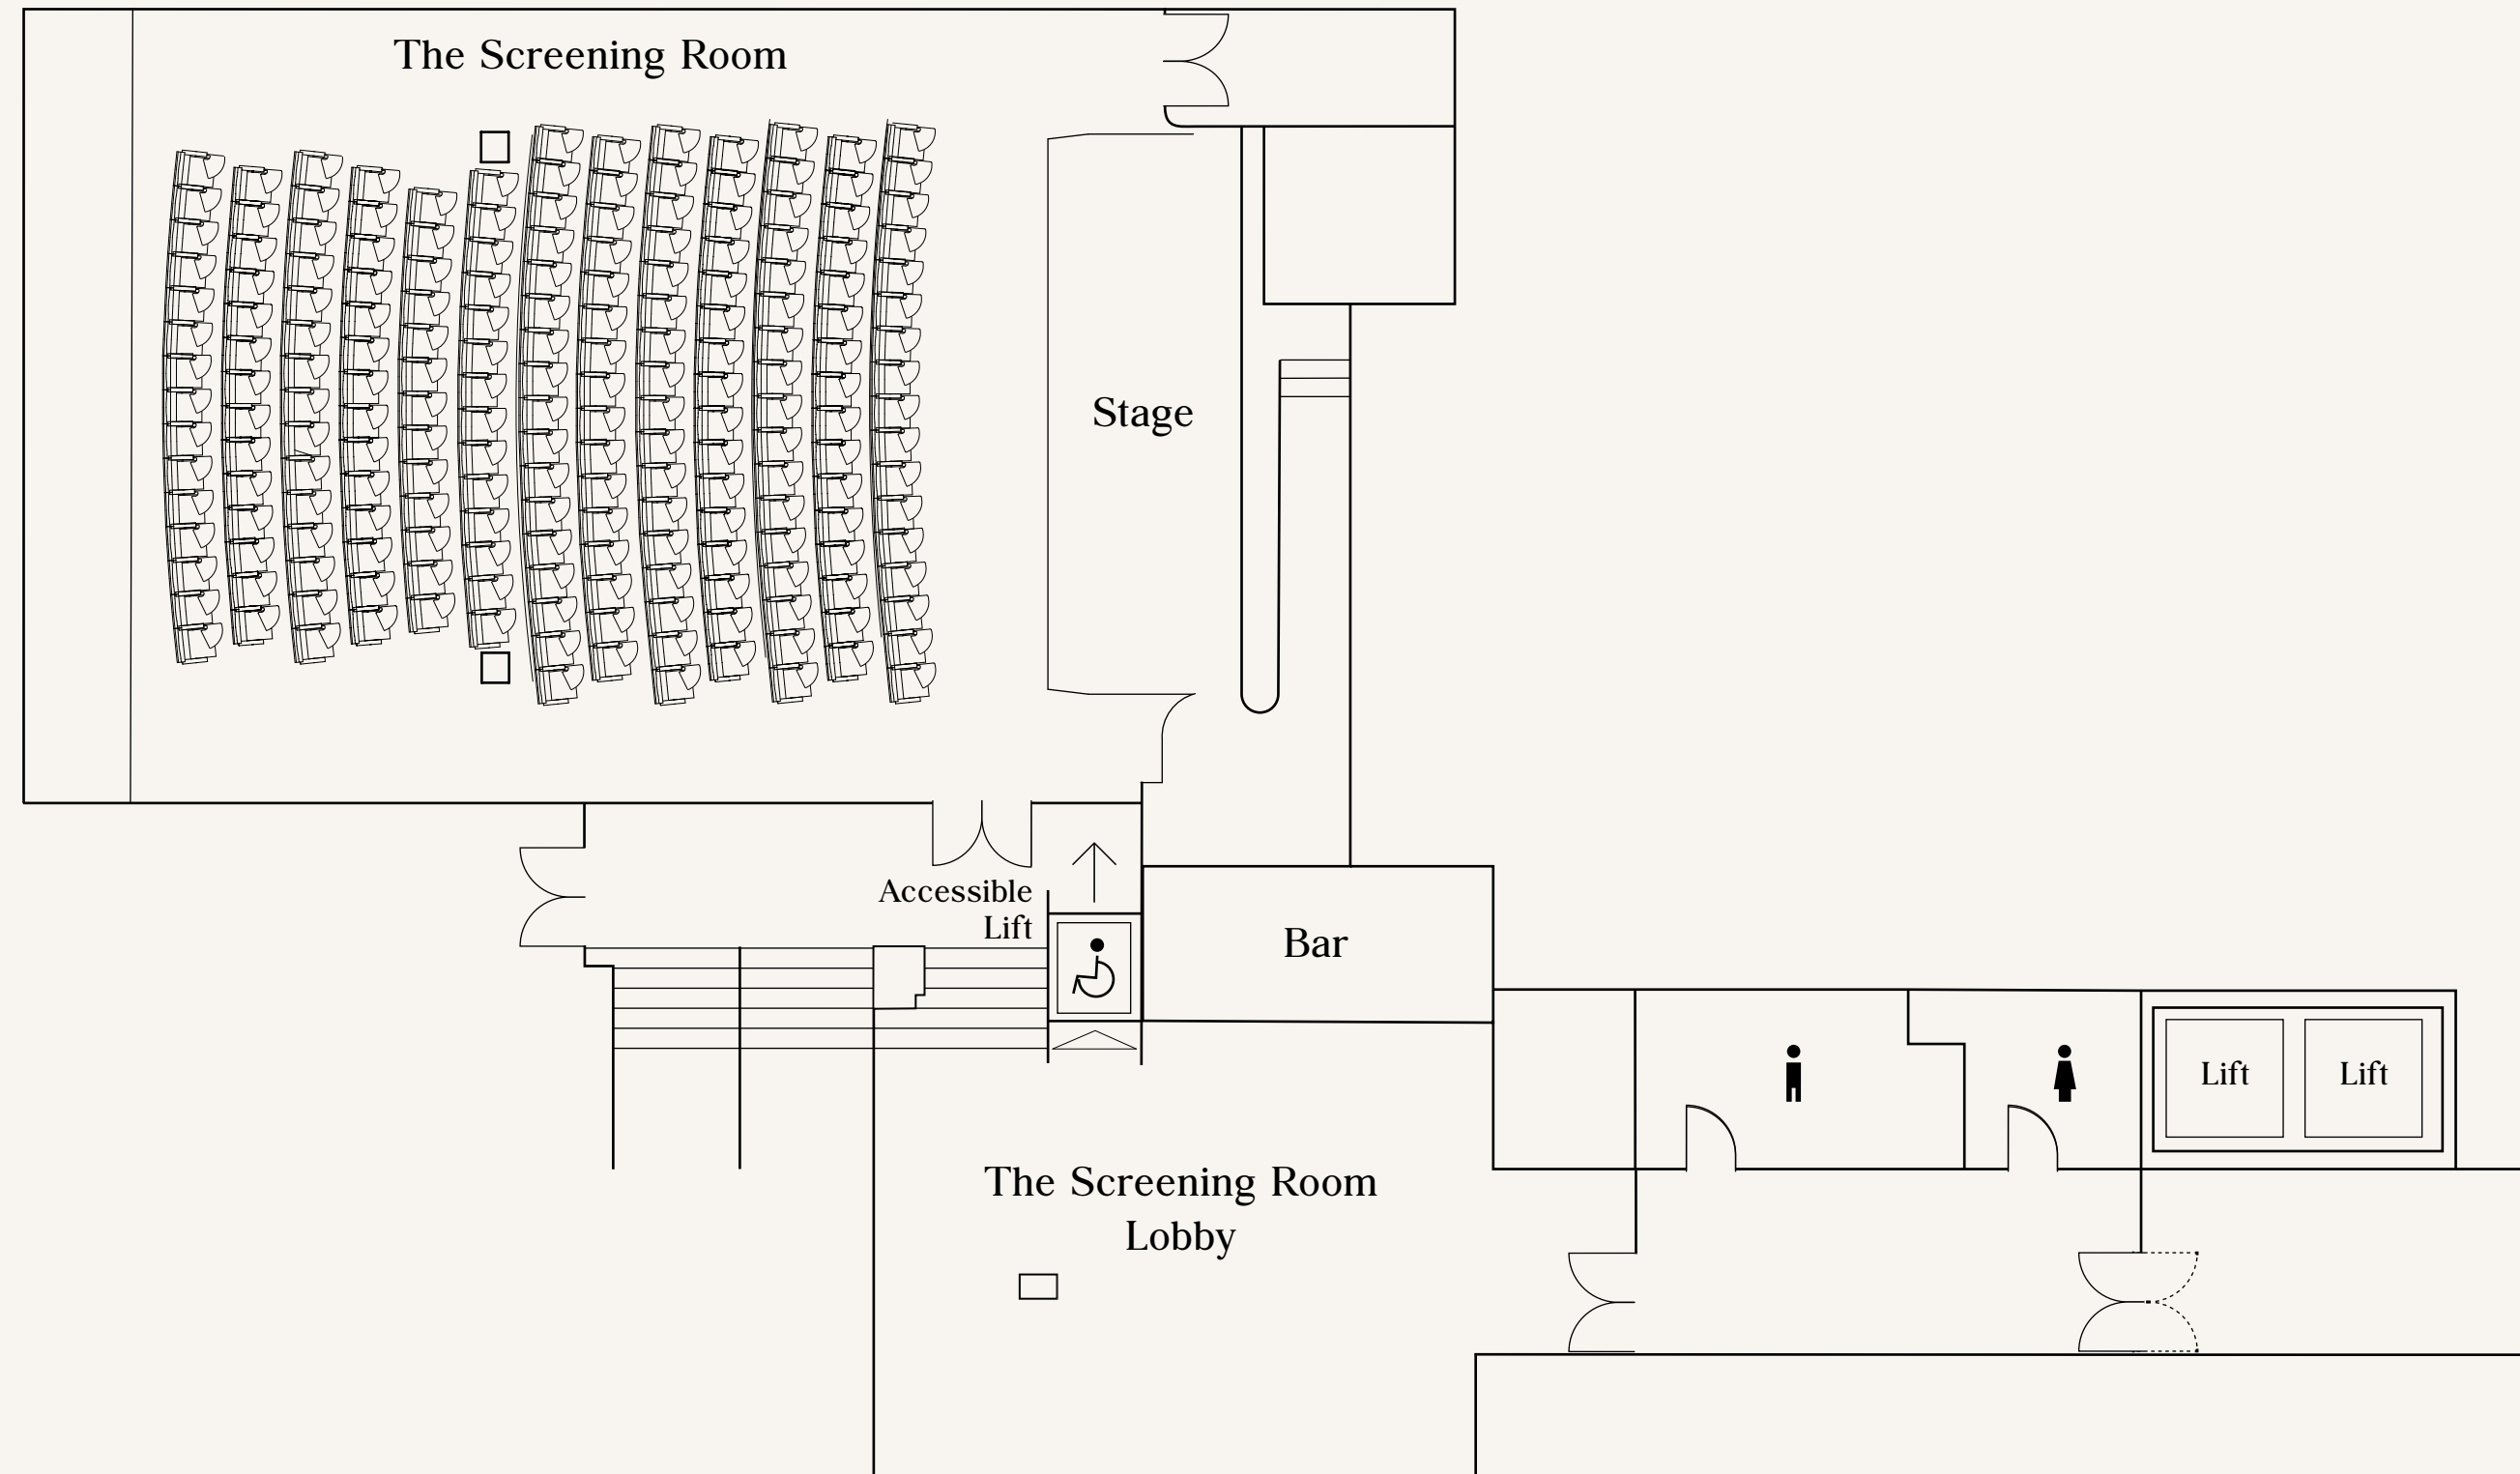 The Screening Room
Stage
Accessible
Lift
Bar
Lift
Lift
The Screening Room
Lobby